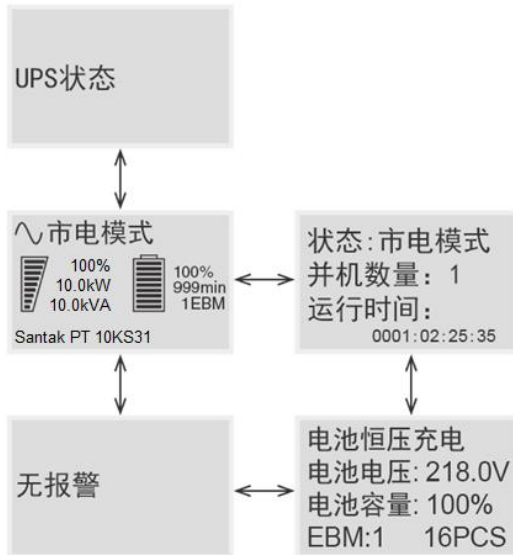 UPS状态
市电模式
100%
10.0kW
10.0kVA
100%
999min
1EBM
Santak PT 10KS31
状态:市电模式
并机数量：1
运行时间：
0001:02:25:35
无报警
电池恒压充电
电池电压: 218.0V
电池容量: 100%
EBM:1 16PCS